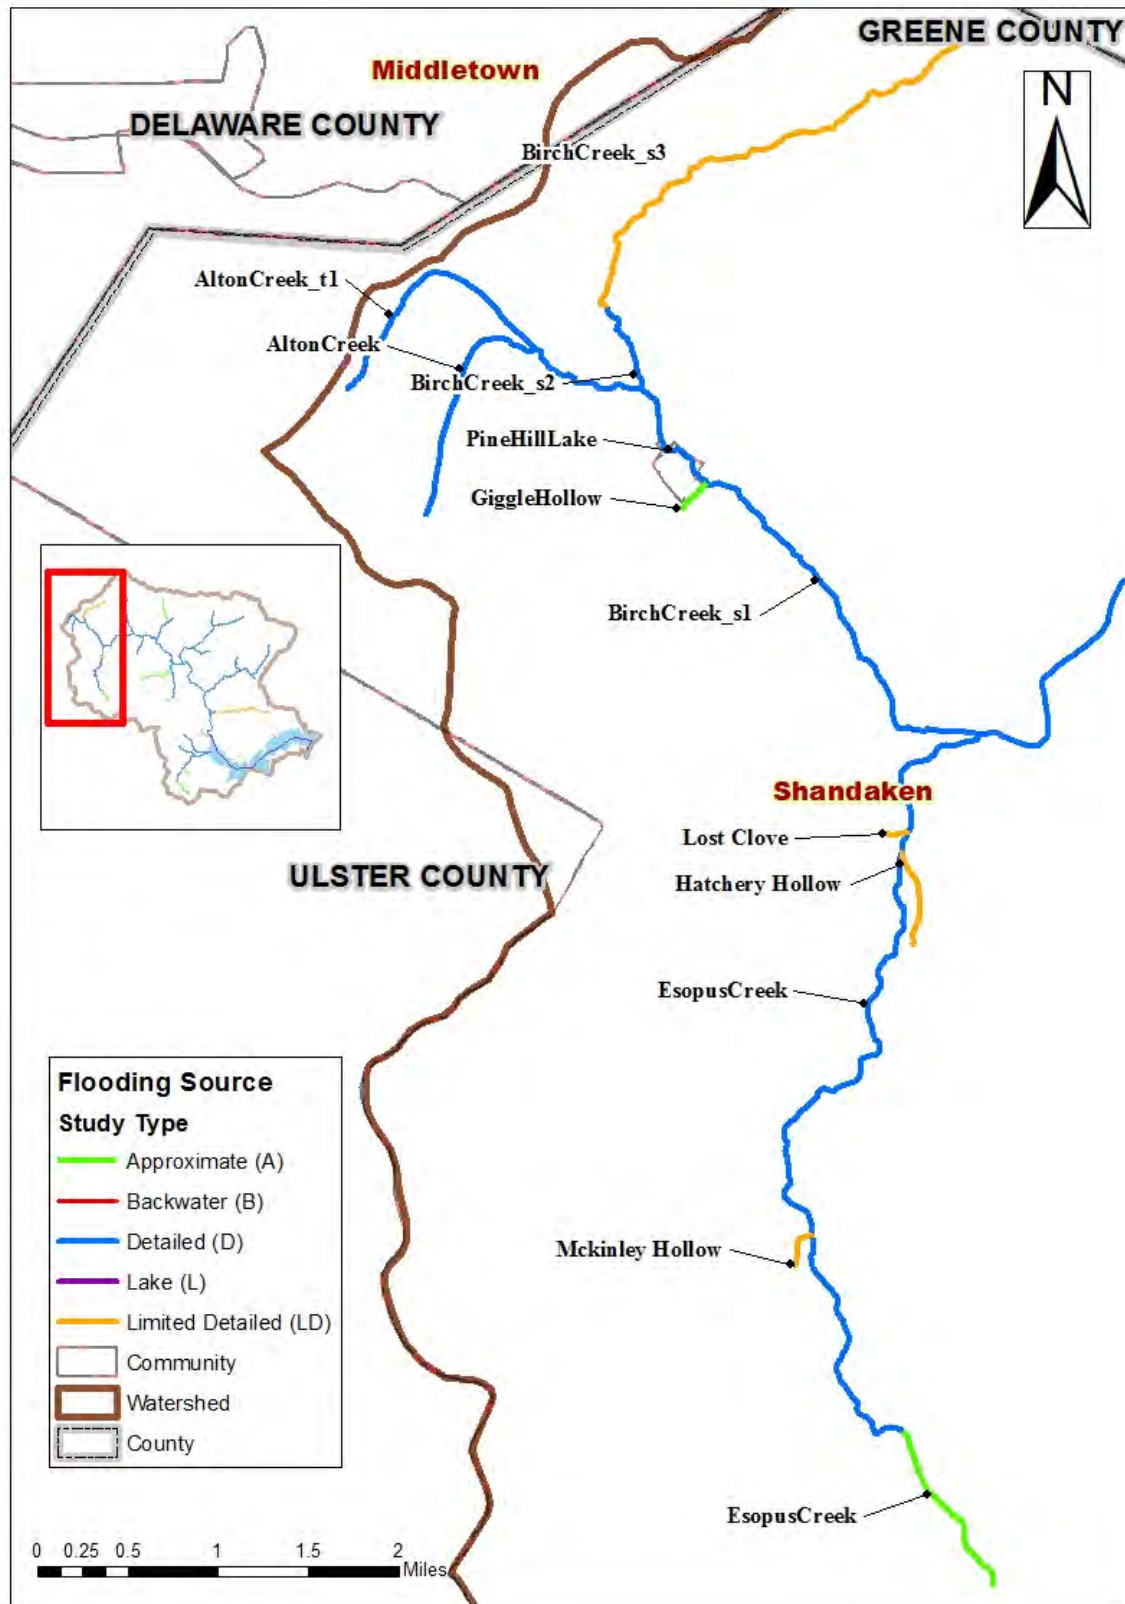 GREENE COUNTY
Middletown
N
DELAWARE COUNTY
BirchCreek_s3
AltonCreek_t1
AltonCreek
BirchCreek_s2
PineHillLake
GiggleHollow
BirchCreek_s1
Shandaken
Lost Clove
ULSTER COUNTY
Hatchery Hollow
EsopusCreek
Flooding Source
Study Type
Approximate (A)
Backwater (B)
Detailed (D)
Lake (L)
Limited Detailed (LD)
Community
Watershed
County
Mckinley Hollow
EsopusCreek
0 0.25 0.5 1 1.5 2
Miles